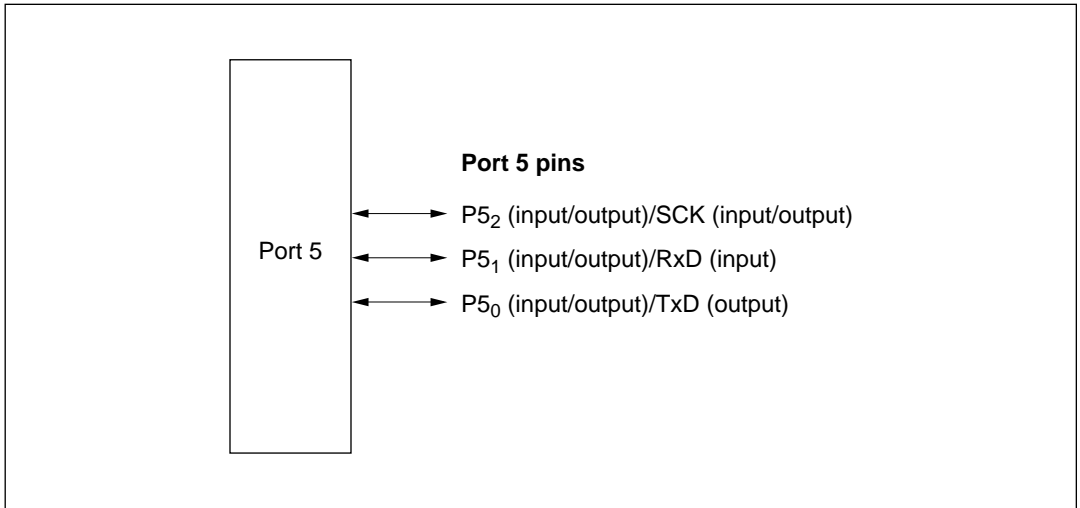 Port 5 pins
P5₂ (input/output)/SCK (input/output)
Port 5
P5₁ (input/output)/RxD (input)
P5₀ (input/output)/TxD (output)